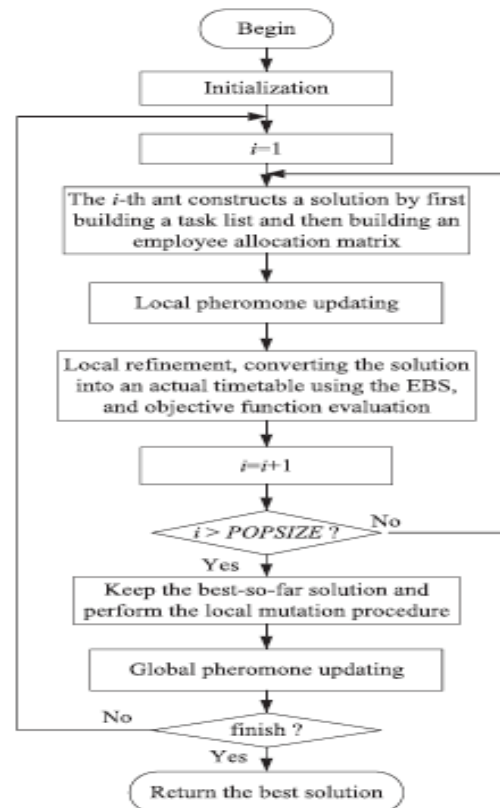 Begin
Initialization
i=1
The i-th ant constructs a solution by first
building a task list and then building an
employee allocation matrix
Local pheromone updating
Local refinement, converting the solution
into an actual timetable using the EBS,
and objective function evaluation
i=i+1
i > POPSIZE ?
No
Yes
Keep the best-so-far solution and
perform the local mutation procedure
Global pheromone updating
No
finish ?
Yes
Return the best solution